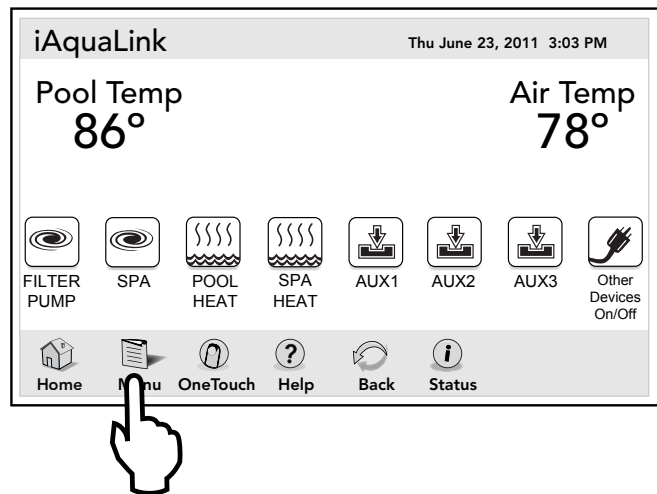 iAquaLink
Thu June 23, 2011 3:03 PM
Pool Temp
86°
Air Temp
78°
FILTER
PUMP
SPA
POOL
HEAT
SPA
HEAT
AUX1
AUX2
AUX3
Other
Devices
On/Off
Home
Menu
OneTouch
Help
Back
Status